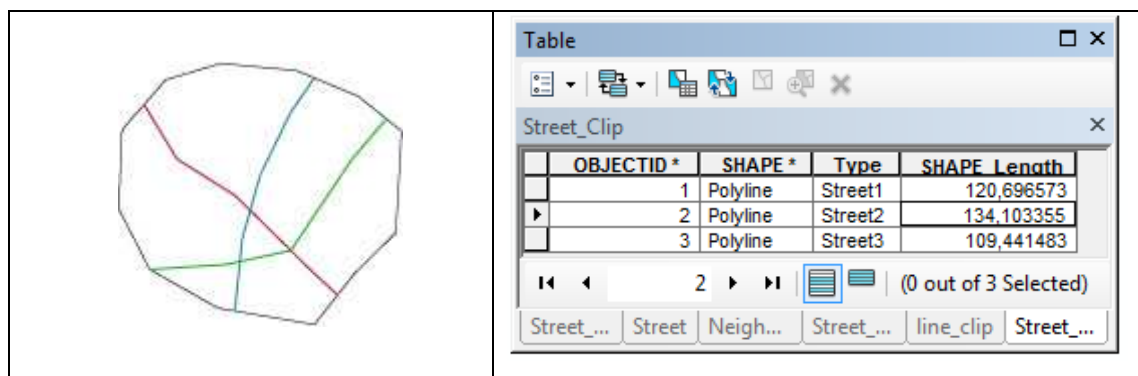 Table
Street_Clip
OBJECTID * SHAPE * Type SHAPE_Length
1 Polyline Street1 120,696573
2 Polyline Street2 134,103355
3 Polyline Street3 109,441483
2 (0 out of 3 Selected)
Street_... Street Neigh... Street_... line_clip Street_...